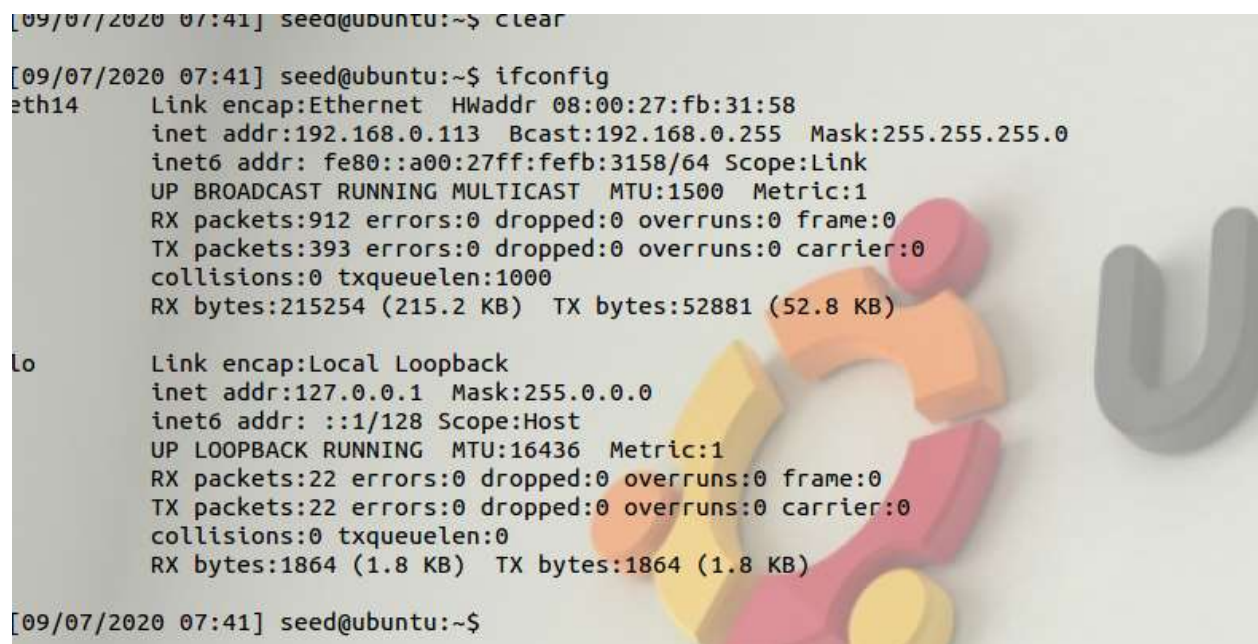 [09/07/2020 07:41] seed@ubuntu:~$ clear
[09/07/2020 07:41] seed@ubuntu:~$ ifconfig
eth14 Link encap:Ethernet HWaddr 08:00:27:fb:31:58
inet addr:192.168.0.113 Bcast:192.168.0.255 Mask:255.255.255.0
inet6 addr: fe80::a00:27ff:fefb:3158/64 Scope:Link
UP BROADCAST RUNNING MULTICAST MTU:1500 Metric:1
RX packets:912 errors:0 dropped:0 overruns:0 frame:0
TX packets:393 errors:0 dropped:0 overruns:0 carrier:0
collisions:0 txqueuelen:1000
RX bytes:215254 (215.2 KB) TX bytes:52881 (52.8 KB)
lo Link encap:Local Loopback
inet addr:127.0.0.1 Mask:255.0.0.0
inet6 addr: ::1/128 Scope:Host
UP LOOPBACK RUNNING MTU:16436 Metric:1
RX packets:22 errors:0 dropped:0 overruns:0 frame:0
TX packets:22 errors:0 dropped:0 overruns:0 carrier:0
collisions:0 txqueuelen:0
RX bytes:1864 (1.8 KB) TX bytes:1864 (1.8 KB)
[09/07/2020 07:41] seed@ubuntu:~$
u